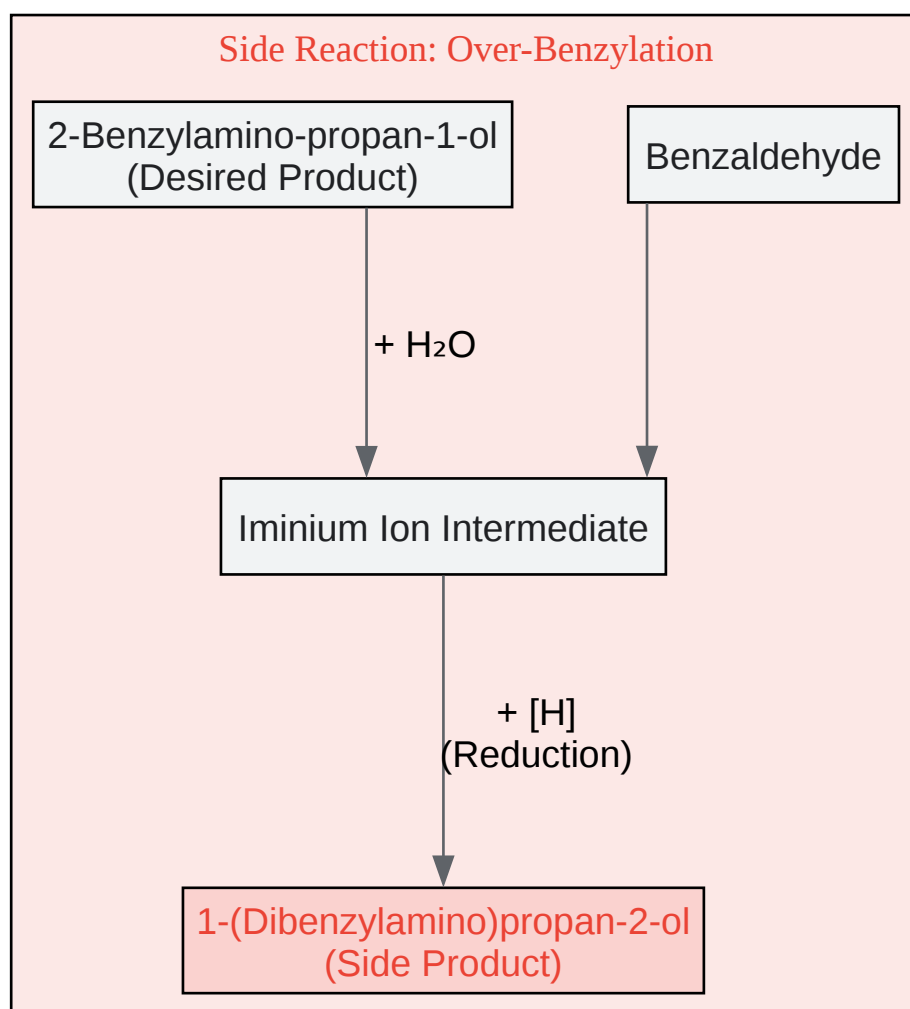 Side Reaction: Over-Benzylation
2-Benzylamino-propan-1-ol
(Desired Product)
Benzaldehyde
+ H₂O
Iminium Ion Intermediate
+ [H]
(Reduction)
1-(Dibenzylamino)propan-2-ol
(Side Product)